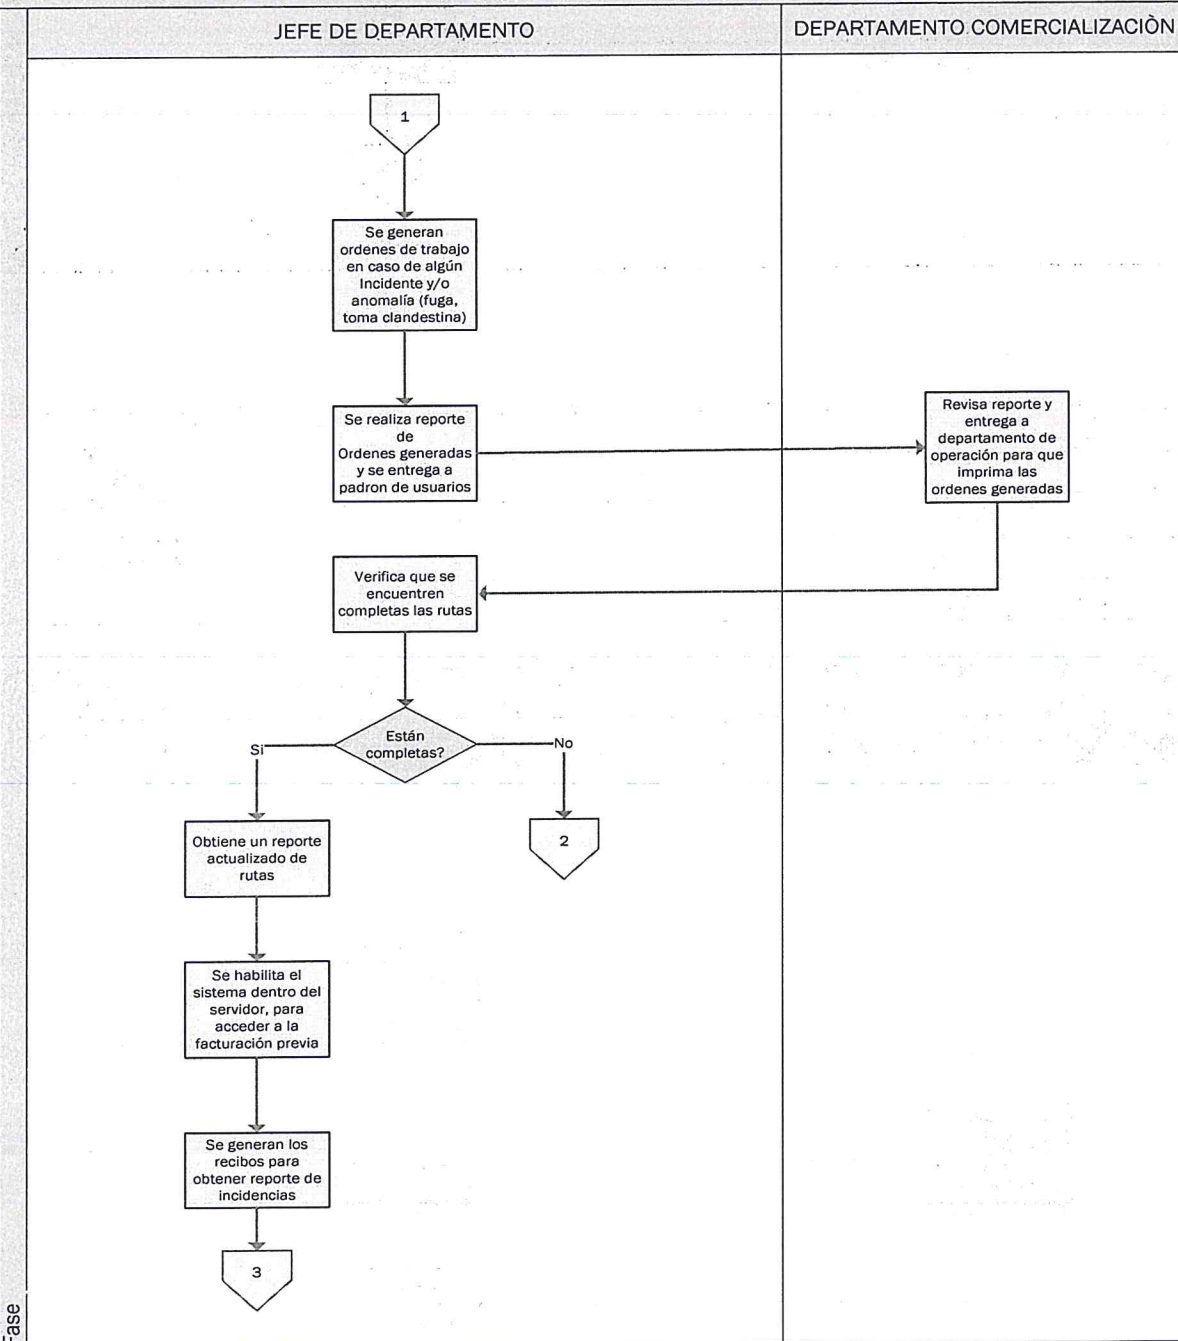 JEFE DE DEPARTAMENTO
DEPARTAMENTO.COMERCIALIZACIÒN
1
Se generan
ordenes de trabajo
en caso de algún
Incidente y/o
anomalía (fuga,
toma clandestina)
Se realiza reporte
de
Ordenes generadas
y se entrega a
padron de usuarios
Revisa reporte y
entrega a
departamento de
operación para que
imprima las
ordenes generadas
Verifica que se
encuentren
completas las rutas
Están
completas?
Si
No
Obtiene un reporte
actualizado de
rutas
2
Se habilita el
sistema dentro del
servidor, para
acceder a la
facturación previa
Se generan los
recibos para
obtener reporte de
incidencias
3
Fase